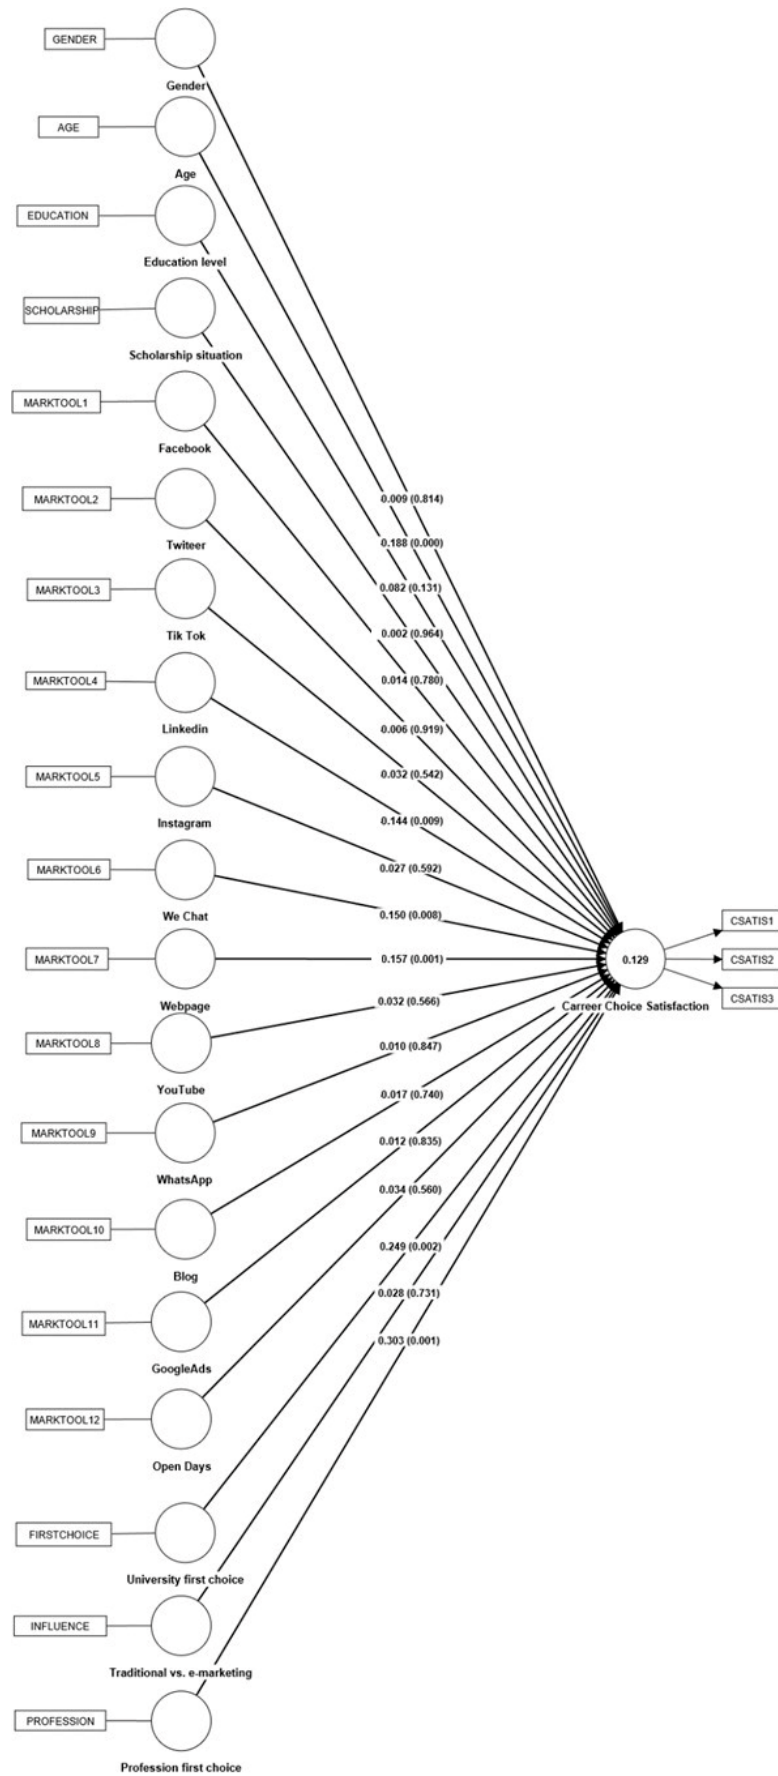 GENDER
Gender
AGE
Age
EDUCATION
Education level
SCHOLARSHIP
Scholarship situation
MARKTOOL1
Facebook
MARKTOOL2
0.009 (0.814)
Twiteer
0.188 (0.000)
MARKTOOL3
0.082 (0.131)
Tik Tok
0.002 (0.964)
MARKTOOL4
0.014 (0.780)
Linkedin
0.006 (0.919)
MARKTOOL5
0.032 (0.542)
Instagram
0.144 (0.009)
MARKTOOL6
0.027 (0.592)
We Chat
0.150 (0.008)
CSATIS1
MARKTOOL7
0.157 (0.001)
0.129
CSATIS2
Webpage
0.032 (0.566)
Carreer Choice Satisfaction
CSATIS3
MARKTOOL8
0.010 (0.847)
YouTube
0.017 (0.740)
MARKTOOL9
0.012 (0.835)
WhatsApp
0.034 (0.560)
MARKTOOL10
0.249 (0.002)
Blog
0.028 (0.731)
MARKTOOL11
0.303 (0.001)
GoogleAds
MARKTOOL12
Open Days
FIRSTCHOICE
University first choice
INFLUENCE
Traditional vs. e-marketing
PROFESSION
Profession first choice